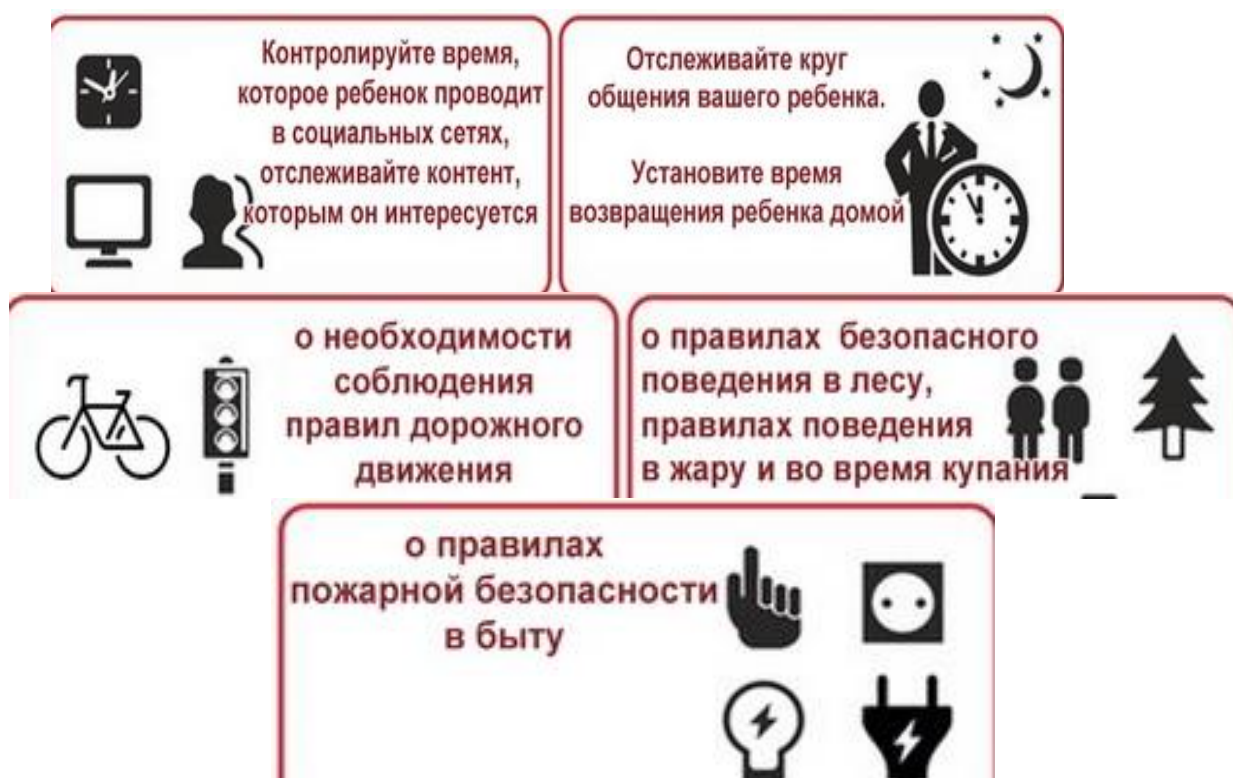 Контролируйте время,
которое ребенок проводит
в социальных сетях,
отслеживайте контент,
которым он интересуется
Отслеживайте круг
общения вашего ребенка.
Установите время
возвращения ребенка домой
о необходимости
соблюдения
правил дорожного
движения
о правилах безопасного
поведения в лесу,
правилах поведения
в жару и во время купания
о правилах
пожарной безопасности
в быту